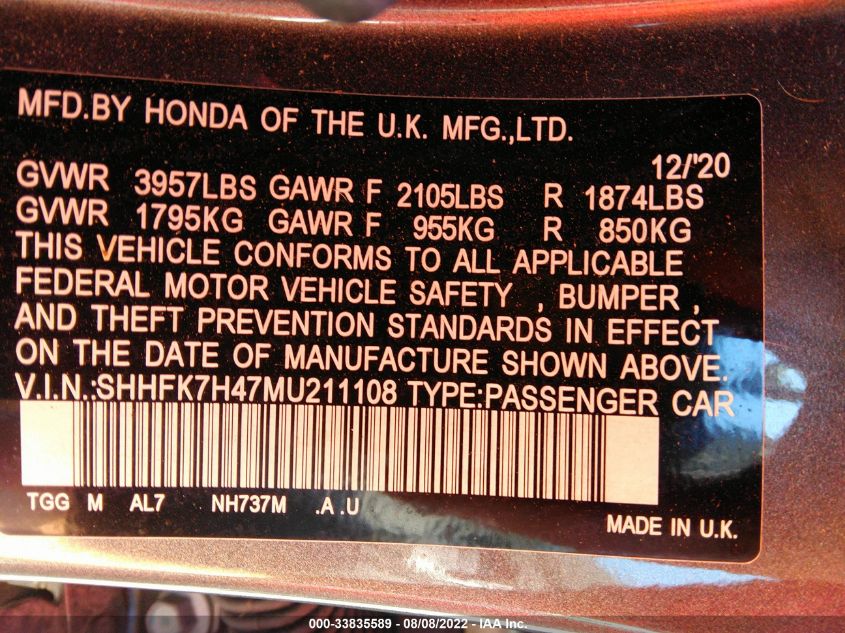 MFD.BY HONDA OF THE U.K. MFG.,LTD.
12/'20
GVWR 3957LBS GAWR F 2105LBS R 1874LBS
GVWR 1795KG GAWR F 955KG R 850KG
THIS VEHICLE CONFORMS TO ALL APPLICABLE
FEDERAL MOTOR VEHICLE SAFETY , BUMPER ,
AND THEFT PREVENTION STANDARDS IN EFFECT
ON THE DATE OF MANUFACTURE SHOWN ABOVE.
V.I.N.:SHHFK7H47MU211108 TYPE:PASSENGER CAR
TGG M AL7 NH737M .A .U
MADE IN U.K.
000-33835589 - 08/08/2022 - IAA Inc.